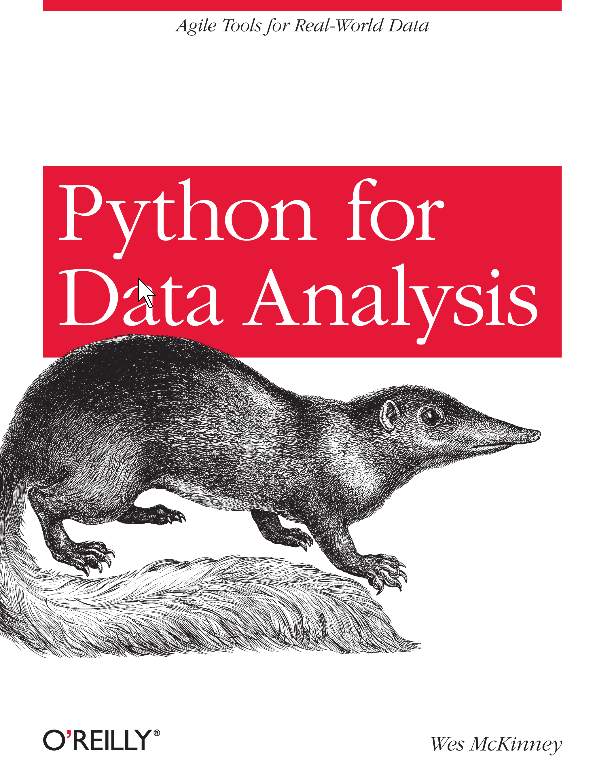 Agile Tools for Real-World Data
Python for
Data Analysis
O'REILLY®
Wes McKinney